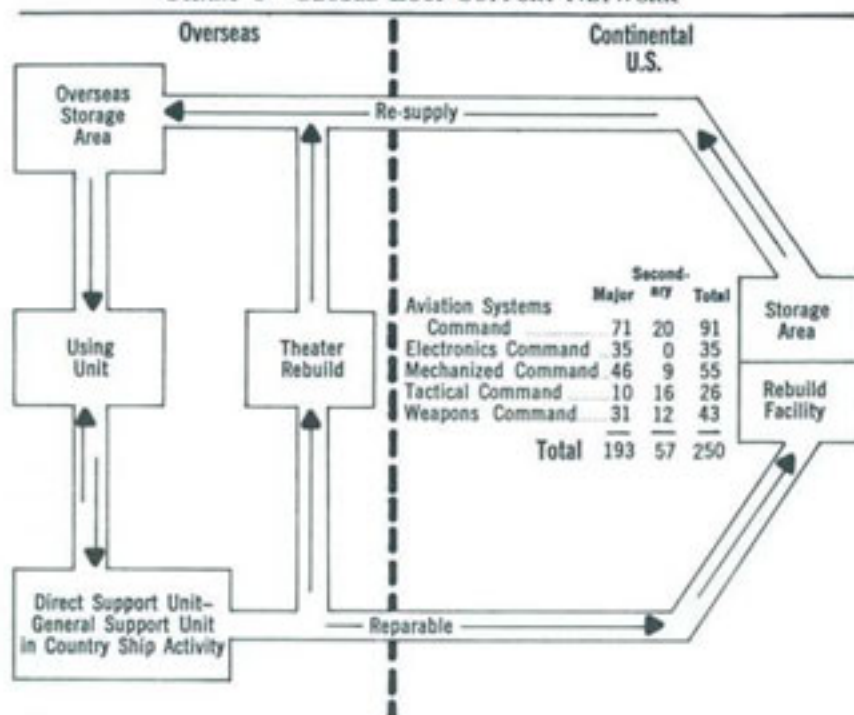 Overseas
Continental
U.S.
Overseas
Storage
Area
Re-supply
Second-
Major ary Total
Aviation Systems
Command 71 20 91
Electronics Command 35 0 35
Mechanized Command 46 9 55
Tactical Command 10 16 26
Weapons Command 31 12 43
Total 193 57 250
Using
Unit
Theater
Rebuild
Storage
Area
Rebuild
Facility
Direct Support Unit–
General Support Unit
in Country Ship Activity
Reparable